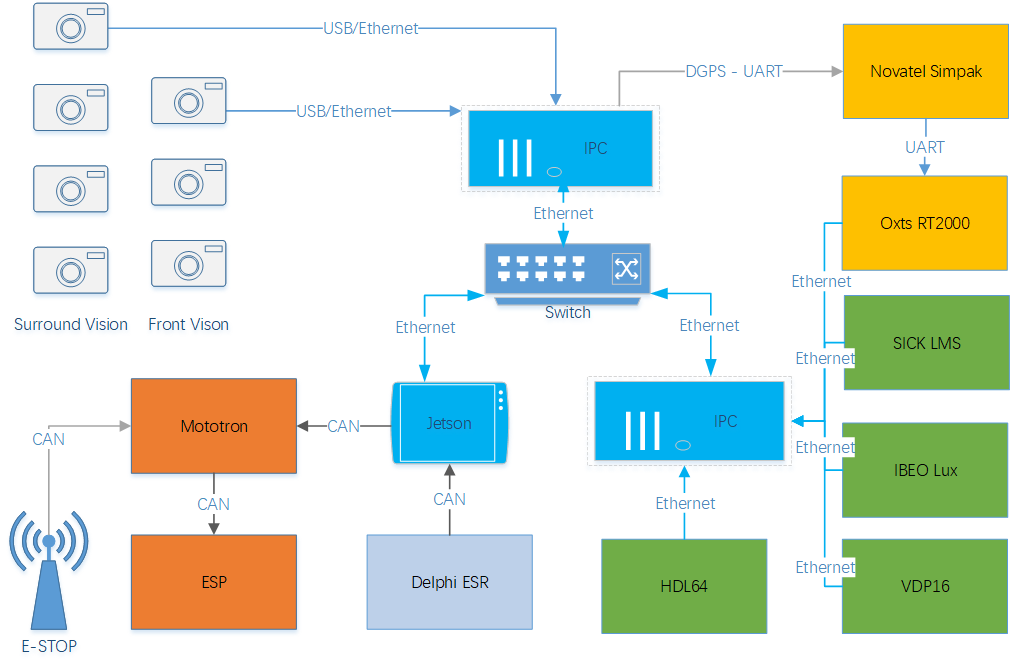 USB/Ethernet
DGPS - UART
Novatel Simpak
USB/Ethernet
IPC
UART
Ethernet
Oxts RT2000
Ethernet
Surround Vision
Front Vison
Switch
Ethernet
Ethernet
SICK LMS
Ethernet
Mototron
CAN
Jetson
IPC
CAN
Ethernet
IBEO Lux
CAN
CAN
Ethernet
Ethernet
ESP
Delphi ESR
HDL64
VDP16
E-STOP